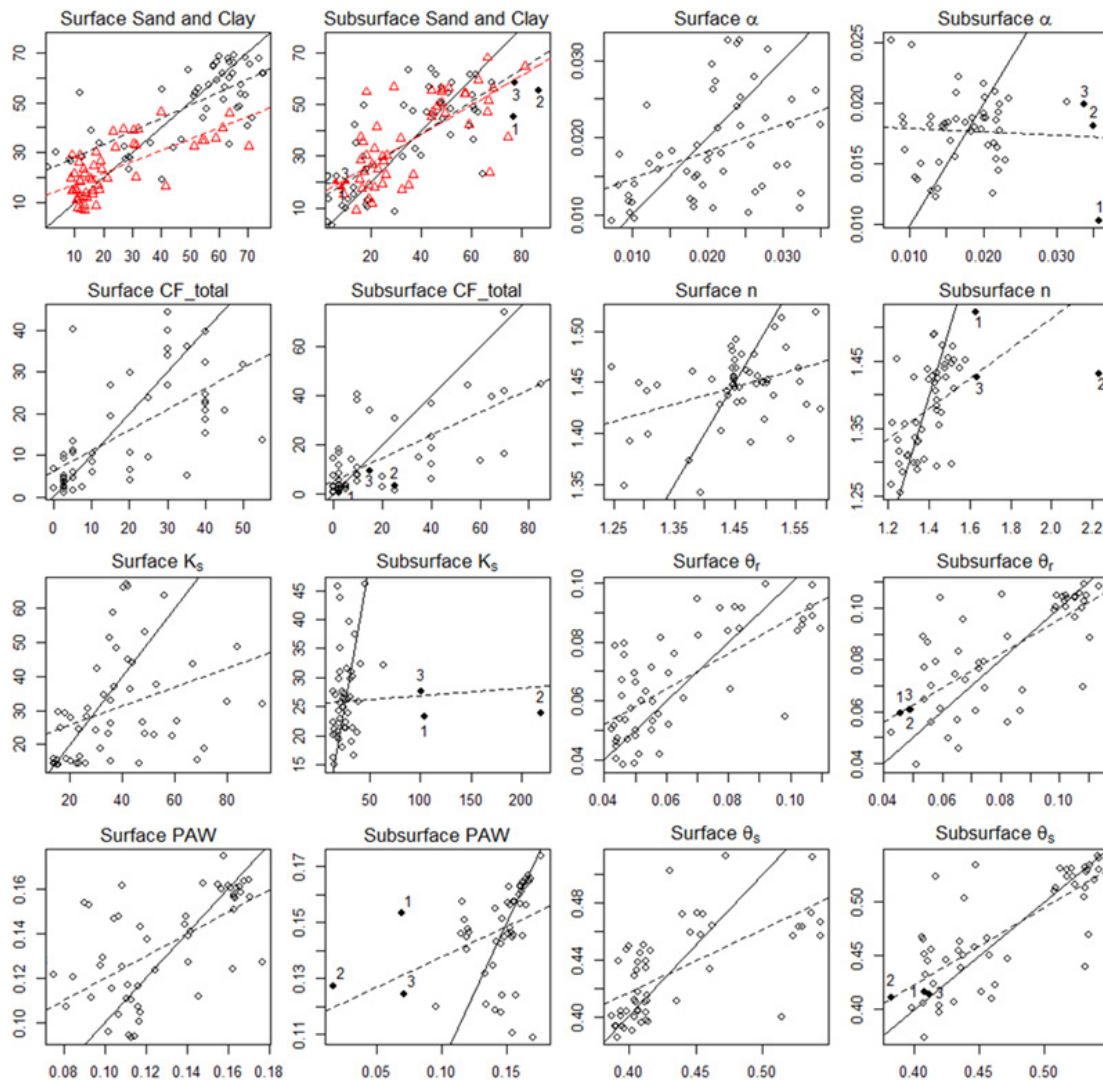 Surface Sand and Clay
Subsurface Sand and Clay
Surface α
Subsurface α
70
50
30
10
10 20 30 40 50 60 70
70
50
30
10
3
3
2
1
0 20 40 60 80
0.030
0.020
0.010
0.010 0.020 0.030
0.025
0.020
0.015
0.010
3
2
1
0.010 0.020 0.030
Surface CF_total
Subsurface CF_total
Surface n
Subsurface n
40
30
20
10
0
0 10 20 30 40 50
60
40
20
0
1
3
2
0 20 40 60 80
1.50
1.45
1.40
1.35
1.25 1.35 1.45 1.55
1.45
1.35
1.25
1
3
2
1.2 1.4 1.6 1.8 2.0 2.2
Surface Kₛ
Subsurface Kₛ
Surface θᵣ
Subsurface θᵣ
60
50
40
30
20
20 40 60 80
45
40
35
30
25
20
15
3
1
2
50 100 150 200
0.10
0.08
0.06
0.04
0.04 0.06 0.08 0.10
0.10
0.08
0.06
0.04
1
3
2
0.04 0.06 0.08 0.10
Surface PAW
Subsurface PAW
Surface θₛ
Subsurface θₛ
0.16
0.14
0.12
0.10
0.08 0.10 0.12 0.14 0.16 0.18
0.17
0.15
0.13
0.11
1
2
3
0.05 0.10 0.15
0.48
0.44
0.40
0.40 0.45 0.50
0.50
0.45
0.40
2
1
3
0.40 0.45 0.50